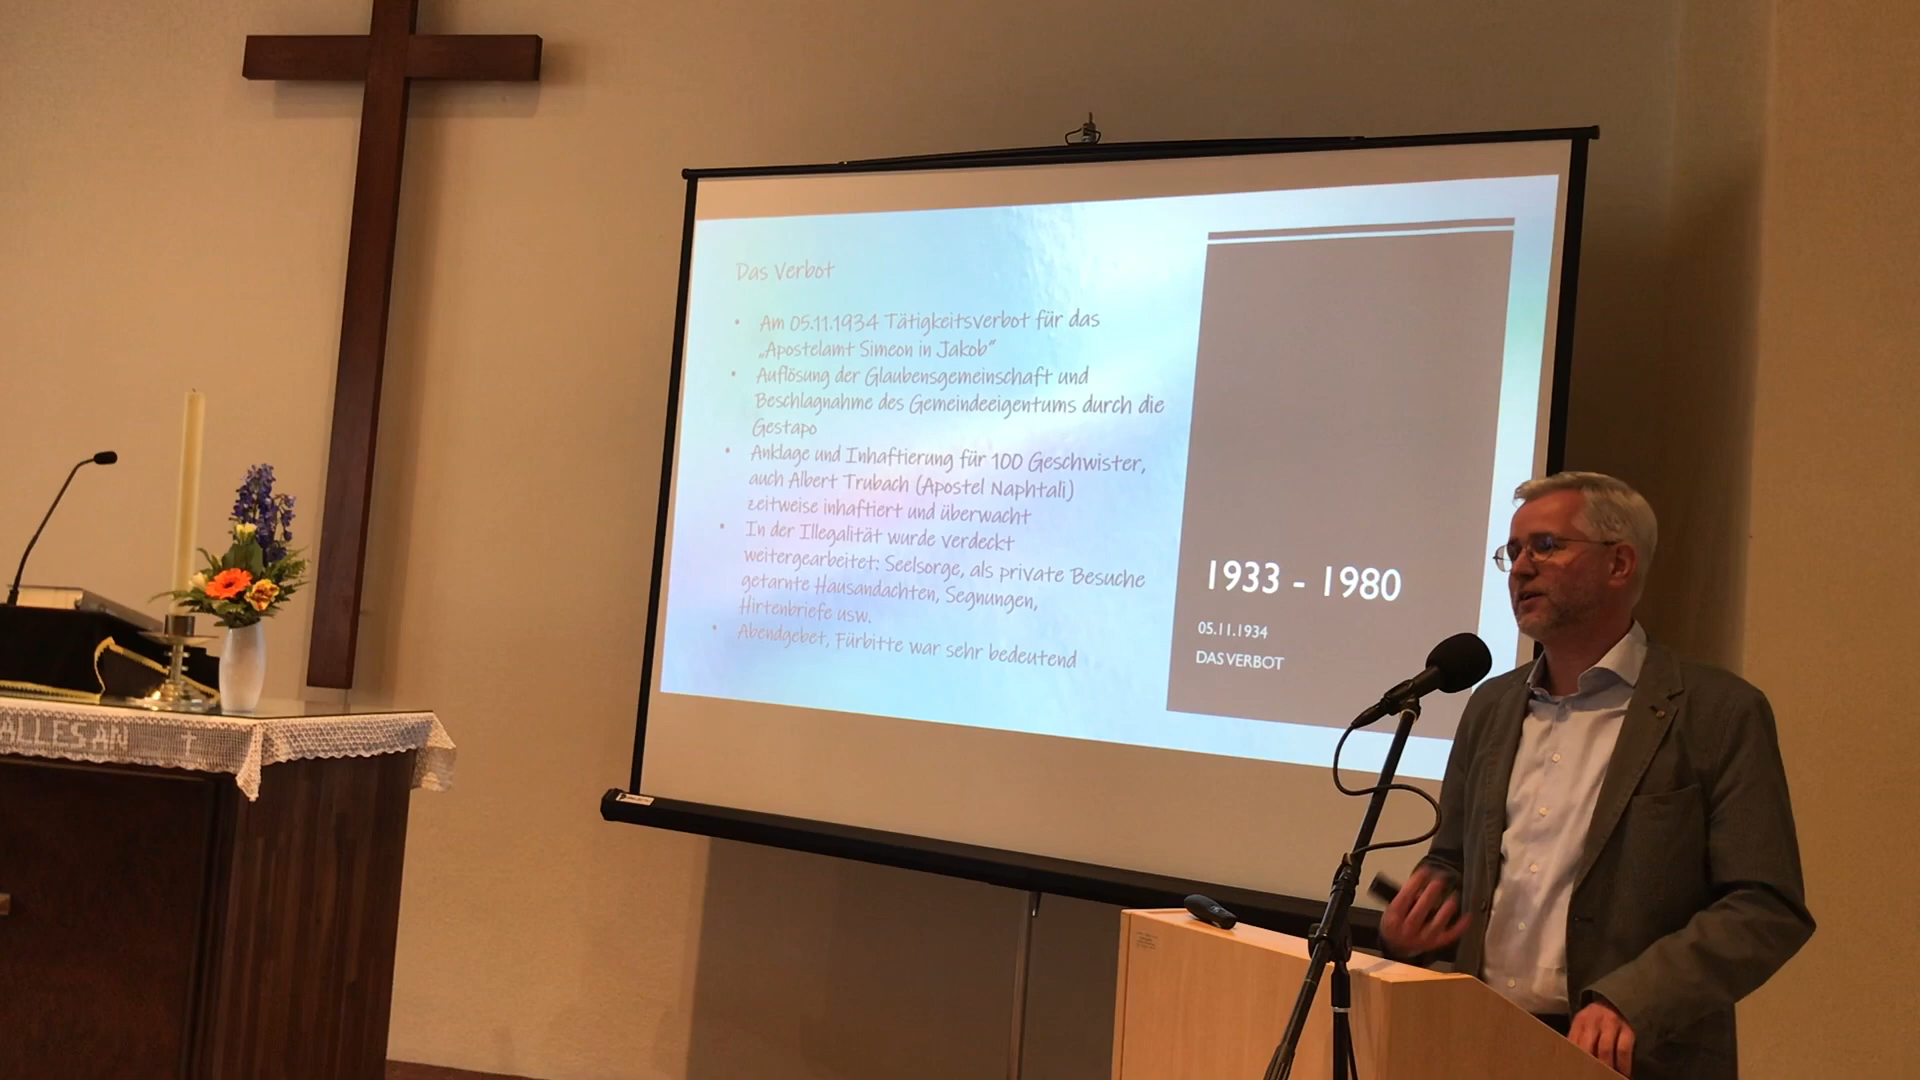 Das Verbot
• Am 05.11.1934 Tätigkeitsverbot für das
„Apostelamt Simeon in Jakob“
• Auflösung der Glaubensgemeinschaft und
Beschlagnahme des Gemeindeeigentums durch die
Gestapo
• Anklage und Inhaftierung für 100 Geschwister,
auch Albert Trubach (Apostel Naphtali)
zeitweise inhaftiert und überwacht
• In der Illegalität wurde verdeckt
weitergearbeitet: Seelsorge, als private Besuche
getarnte Hausandachten, Segnungen,
Hirtenbriefe usw.
• Abendgebet, Fürbitte war sehr bedeutend
1933 - 1980
05.11.1934
DAS VERBOT
ALLES AN